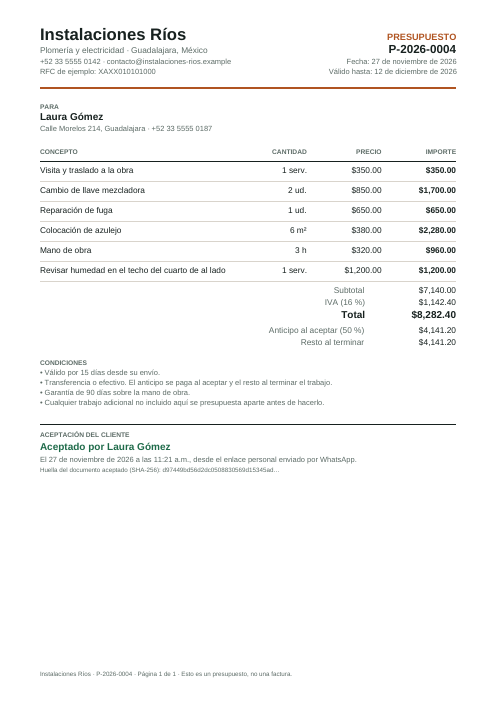 Instalaciones Ríos
Plomería y electricidad · Guadalajara, México
+52 33 5555 0142 · contacto@instalaciones-rios.example
RFC de ejemplo: XAXX010101000
PRESUPUESTO
P-2026-0004
Fecha: 27 de noviembre de 2026
Válido hasta: 12 de diciembre de 2026
PARA
Laura Gómez
Calle Morelos 214, Guadalajara · +52 33 5555 0187
CONCEPTO CANTIDAD PRECIO IMPORTE
Visita y traslado a la obra 1 serv. $350.00 $350.00
Cambio de llave mezcladora 2 ud. $850.00 $1,700.00
Reparación de fuga 1 ud. $650.00 $650.00
Colocación de azulejo 6 m² $380.00 $2,280.00
Mano de obra 3 h $320.00 $960.00
Revisar humedad en el techo del cuarto de al lado 1 serv. $1,200.00 $1,200.00
Subtotal $7,140.00
IVA (16 %) $1,142.40
Total $8,282.40
Anticipo al aceptar (50 %) $4,141.20
Resto al terminar $4,141.20
CONDICIONES
• Válido por 15 días desde su envío.
• Transferencia o efectivo. El anticipo se paga al aceptar y el resto al terminar el trabajo.
• Garantía de 90 días sobre la mano de obra.
• Cualquier trabajo adicional no incluido aquí se presupuesta aparte antes de hacerlo.
ACEPTACIÓN DEL CLIENTE
Aceptado por Laura Gómez
El 27 de noviembre de 2026 a las 11:21 a.m., desde el enlace personal enviado por WhatsApp.
Huella del documento aceptado (SHA-256): d97449bd56d2dc0508830569d15345ad…
Instalaciones Ríos · P-2026-0004 · Página 1 de 1 · Esto es un presupuesto, no una factura.